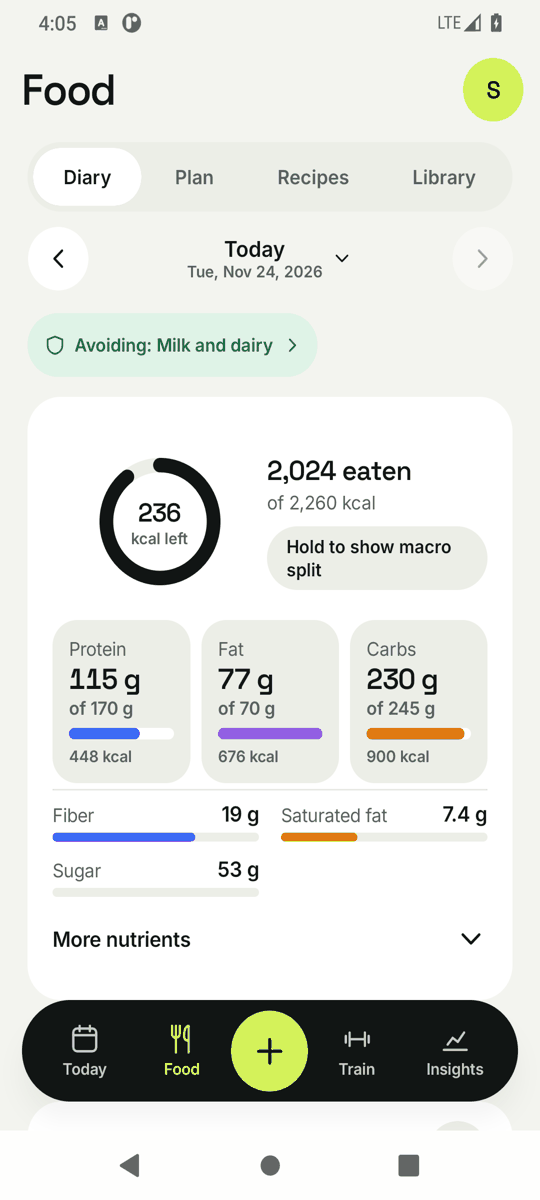 4:05
LTE
Food
S
Diary
Plan
Recipes
Library
Today
Tue, Nov 24, 2026
Avoiding: Milk and dairy
236
kcal left
2,024 eaten
of 2,260 kcal
Hold to show macro
split
Protein
115 g
of 170 g
448 kcal
Fat
77 g
of 70 g
676 kcal
Carbs
230 g
of 245 g
900 kcal
Fiber
19 g
Saturated fat
7.4 g
Sugar
53 g
More nutrients
Today
Food
Train
Insights